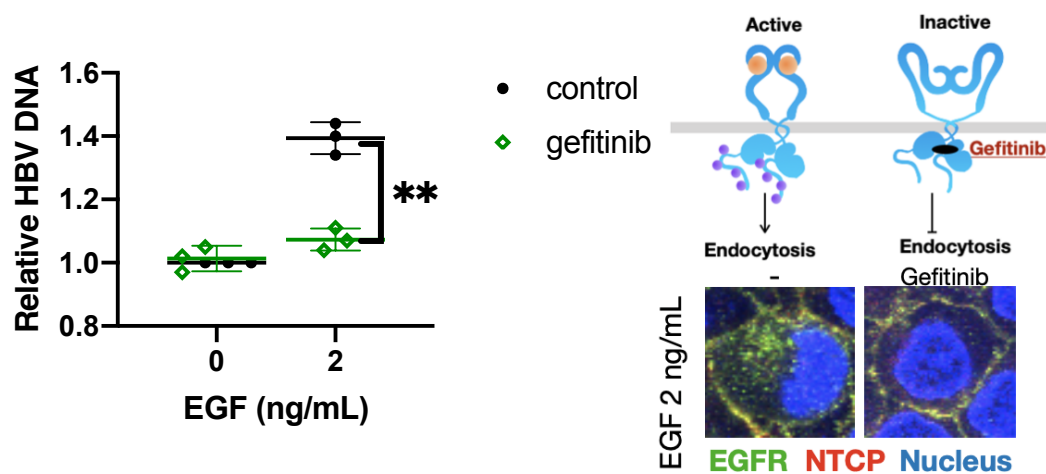 Relative HBV DNA
1.6
1.4
1.2
1.0
0.8
0
2
EGF (ng/mL)
**
control
gefitinib
Active
Inactive
Gefitinib
Endocytosis
Endocytosis
-
Gefitinib
EGF 2 ng/mL
EGFR NTCP Nucleus